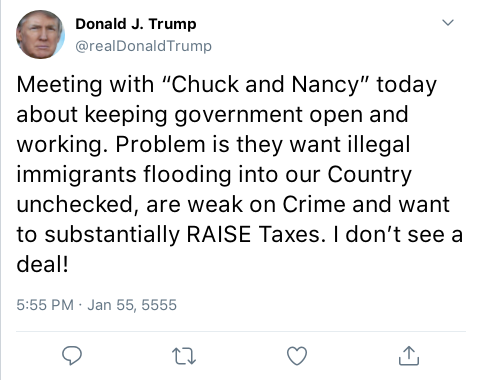 Donald J. Trump
@realDonaldTrump
Meeting with “Chuck and Nancy” today
about keeping government open and
working. Problem is they want illegal
immigrants flooding into our Country
unchecked, are weak on Crime and want
to substantially RAISE Taxes. I don’t see a
deal!
5:55 PM · Jan 55, 5555